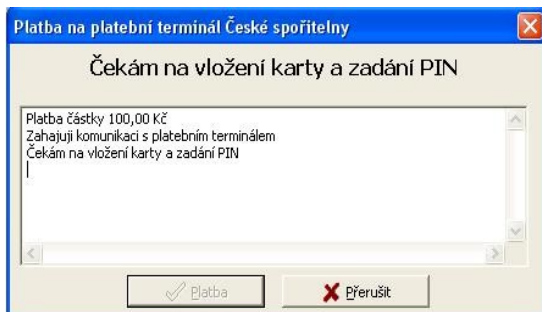 Platba na platební terminál České spořitelny
Čekám na vložení karty a zadání PIN
Platba částky 100,00 Kč
Zahajuji komunikaci s platebním terminálem
Čekám na vložení karty a zadání PIN
Platba
Přerušit